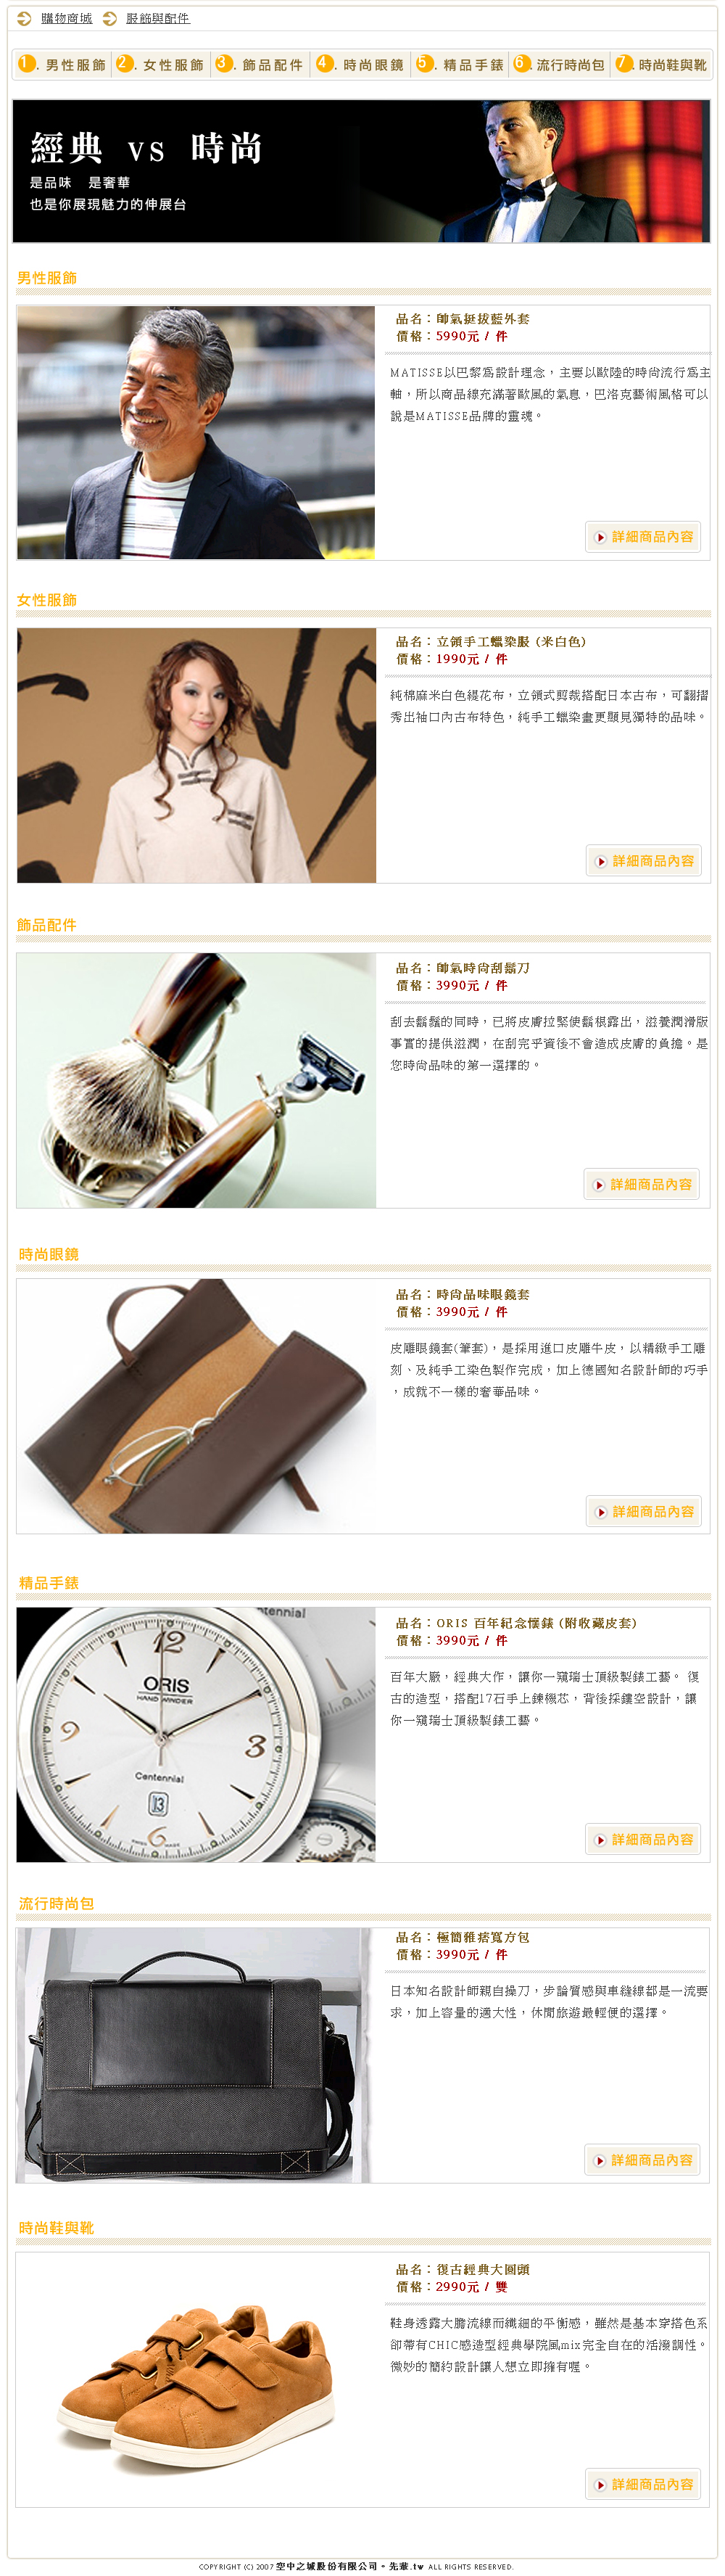 購物商城 服飾與配件
1. 男性服飾 2. 女性服飾 3. 飾品配件 4. 時尚眼鏡 5. 精品手錶 6. 流行時尚包 7. 時尚鞋與靴
經典 vs 時尚
是品味 是奢華
也是你展現魅力的伸展台
男性服飾
品名：帥氣挺拔藍外套
價格：5990元 / 件
MATISSE以巴黎為設計理念，主要以歐陸的時尚流行為主
軸，所以商品線充滿著歐風的氣息，巴洛克藝術風格可以
說是MATISSE品牌的靈魂。
詳細商品內容
女性服飾
品名：立領手工蠟染服 (米白色)
價格：1990元 / 件
純棉麻米白色緹花布，立領式剪裁搭配日本古布，可翻摺
秀出袖口內古布特色，純手工蠟染畫更顯見獨特的品味。
詳細商品內容
飾品配件
品名：帥氣時尚刮鬍刀
價格：3990元 / 件
刮去鬍鬚的同時，已將皮膚拉緊使鬍根露出，滋養潤滑版
事實的提供滋潤，在刮完乎資後不會造成皮膚的負擔。是
您時尚品味的第一選擇的。
詳細商品內容
時尚眼鏡
品名：時尚品味眼鏡套
價格：3990元 / 件
皮雕眼鏡套(筆套)，是採用進口皮雕牛皮，以精緻手工雕
刻、及純手工染色製作完成，加上德國知名設計師的巧手
，成就不一樣的奢華品味。
詳細商品內容
精品手錶
12
ORIS
HAND WINDER
9
3
Centennial
13
6
SWISS MADE
centennial
品名：ORIS 百年紀念懷錶 (附收藏皮套)
價格：3990元 / 件
百年大廠，經典大作，讓你一窺瑞士頂級製錶工藝。 復
古的造型，搭配17石手上鍊機芯，背後採鏤空設計，讓
你一窺瑞士頂級製錶工藝。
詳細商品內容
流行時尚包
品名：極簡雅痞寬方包
價格：3990元 / 件
日本知名設計師親自操刀，步論質感與車縫線都是一流要
求，加上容量的適大性，休閒旅遊最輕便的選擇。
詳細商品內容
時尚鞋與靴
品名：復古經典大圓頭
價格：2990元 / 雙
鞋身透露大膽流線而纖細的平衡感，雖然是基本穿搭色系
卻帶有CHIC感造型經典學院風mix完全自在的活潑調性。
微妙的簡約設計讓人想立即擁有喔。
詳細商品內容
COPYRIGHT (C) 2007 空中之城股份有限公司。先輩.tw ALL RIGHTS RESERVED.